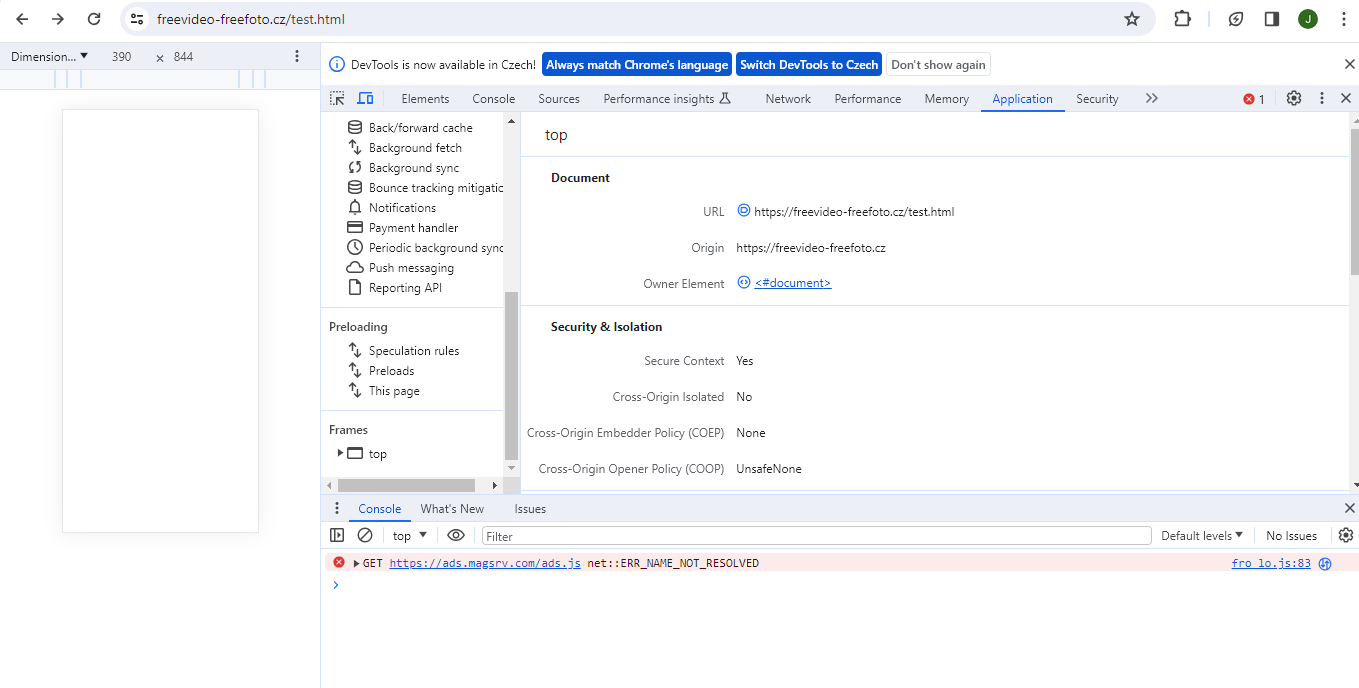 freevideo-freefoto.cz/test.html
J
Dimension... 390 × 844
DevTools is now available in Czech! Always match Chrome's language Switch DevTools to Czech Don't show again
Elements Console Sources Performance insights Network Performance Memory Application Security 1
Back/forward cache
Background fetch
Background sync
Bounce tracking mitigatio
Notifications
Payment handler
Periodic background sync
Push messaging
Reporting API
Preloading
Speculation rules
Preloads
This page
Frames
top
top
Document
URL https://freevideo-freefoto.cz/test.html
Origin https://freevideo-freefoto.cz
Owner Element <#document>
Security & Isolation
Secure Context Yes
Cross-Origin Isolated No
Cross-Origin Embedder Policy (COEP) None
Cross-Origin Opener Policy (COOP) UnsafeNone
Console What's New Issues
top Filter Default levels No Issues
GET https://ads.magsrv.com/ads.js net::ERR_NAME_NOT_RESOLVED fro_lo.js:83